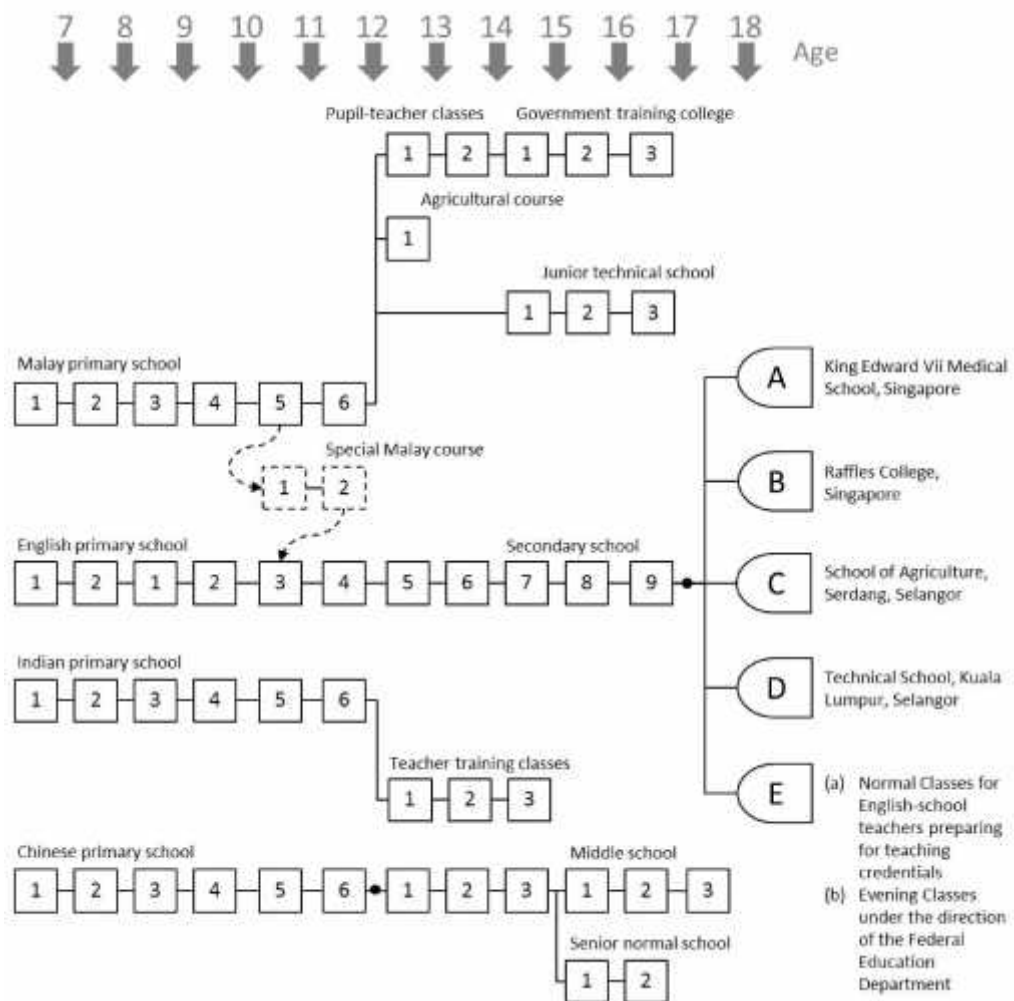 7 8 9 10 11 12 13 14 15 16 17 18
Age
Pupil-teacher classes
Government training college
1 2 1 2 3
Agricultural course
1
Junior technical school
1 2 3
Malay primary school
1 2 3 4 5 6
Special Malay course
1 2
English primary school
Secondary school
1 2 1 2 3 4 5 6 7 8 9
Indian primary school
1 2 3 4 5 6
Teacher training classes
1 2 3
Chinese primary school
Middle school
1 2 3 4 5 6 1 2 3 1 2 3
Senior normal school
1 2
A
King Edward Vii Medical
School, Singapore
B
Raffles College,
Singapore
C
School of Agriculture,
Serdang, Selangor
D
Technical School, Kuala
Lumpur, Selangor
E
(a) Normal Classes for
English-school
teachers preparing
for teaching
credentials
(b) Evening Classes
under the direction
of the Federal
Education
Department